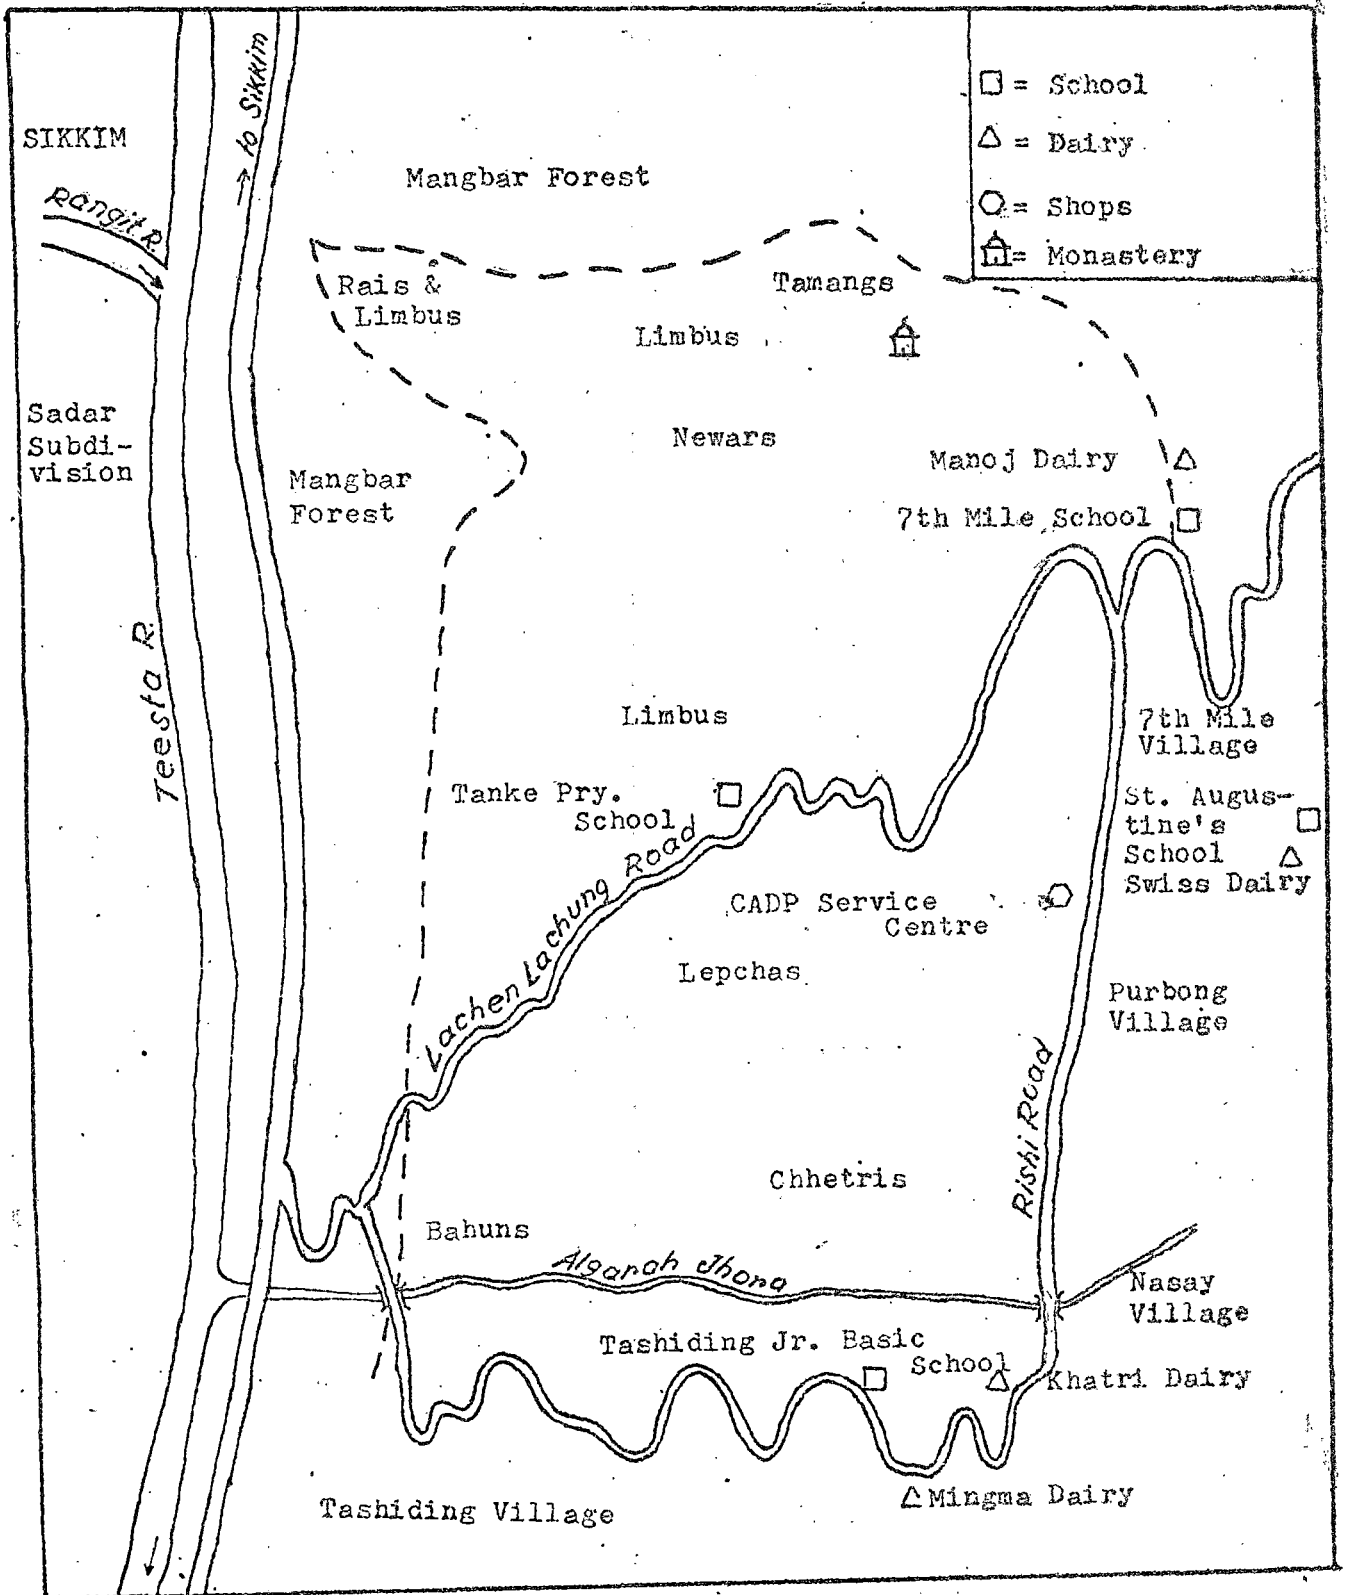 □ = School
△ = Dairy
= Shops
= Monastery
to Sikkim
SIKKIM
Rangit R.
Mangbar Forest
Rais &
Limbus
Tamangs
Limbus
Sadar
Subdi-
vision
Newars
Mangbar
Forest
Manoj Dairy
7th Mile School
Teesta R.
Limbus
7th Mile
Village
Tanke Pry.
School
St. Augus-
tine's
School
Swiss Dairy
Lachen Lachung Road
CADP Service
Centre
Lepchas
Purbong
Village
Rishi Road
Chhetris
Bahuns
Algarah Jhora
Nasay
Village
Tashiding Jr. Basic
School
Khatri Dairy
Mingma Dairy
Tashiding Village